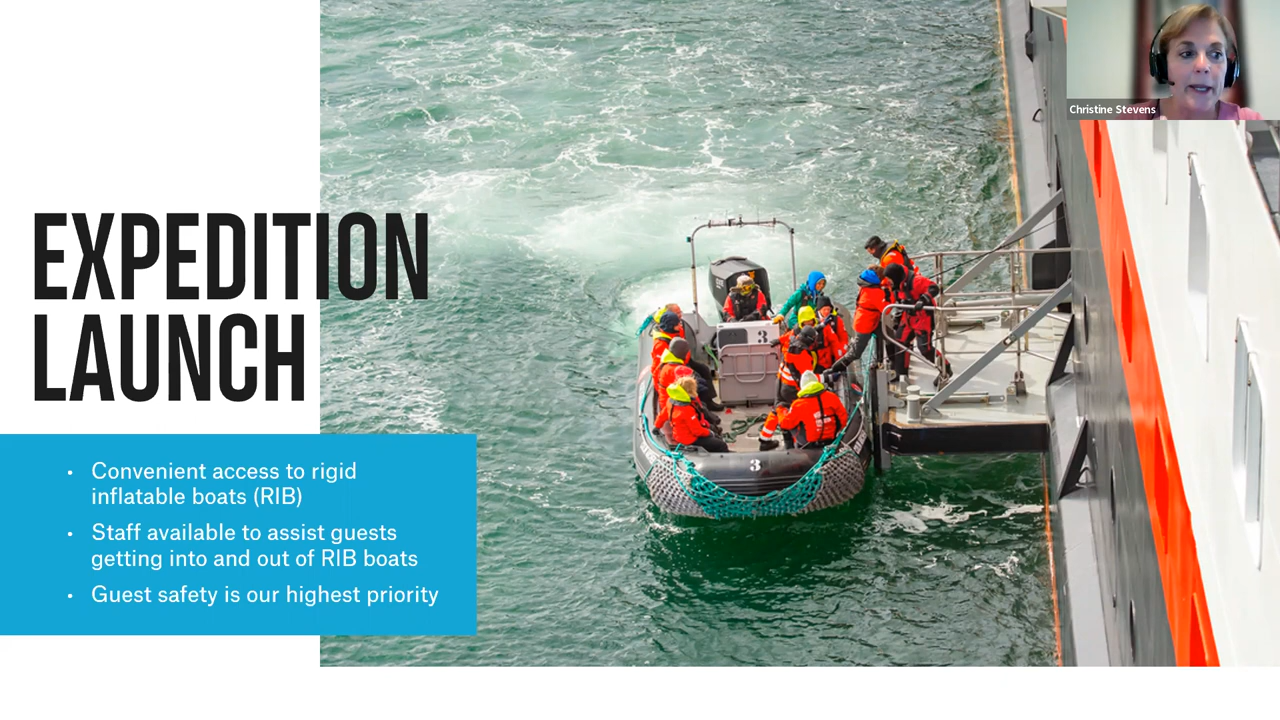 Christine Stevens
EXPEDITION
LAUNCH
• Convenient access to rigid
inflatable boats (RIB)
• Staff available to assist guests
getting into and out of RIB boats
• Guest safety is our highest priority
3
3